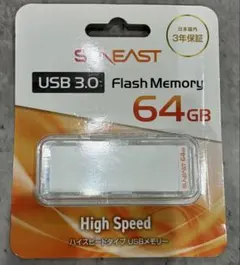 SUNEAST
日本国内
3年保証
USB 3.0
Flash Memory
64GB
High Speed
ハイスピードタイプ USBメモリー